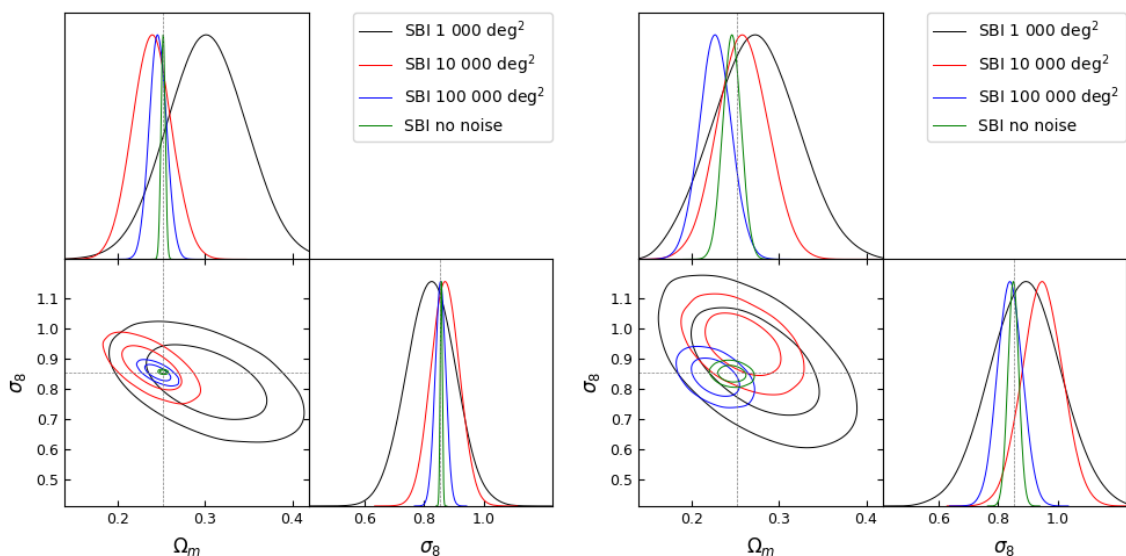 SBI 1 000 deg²
SBI 10 000 deg²
SBI 100 000 deg²
SBI no noise
1.1
1.0
0.9
0.8
0.7
0.6
0.5
σ₈
0.2
0.3
0.4
Ωₘ
0.6
0.8
1.0
σ₈
SBI 1 000 deg²
SBI 10 000 deg²
SBI 100 000 deg²
SBI no noise
1.1
1.0
0.9
0.8
0.7
0.6
0.5
σ₈
0.2
0.3
0.4
Ωₘ
0.6
0.8
1.0
σ₈